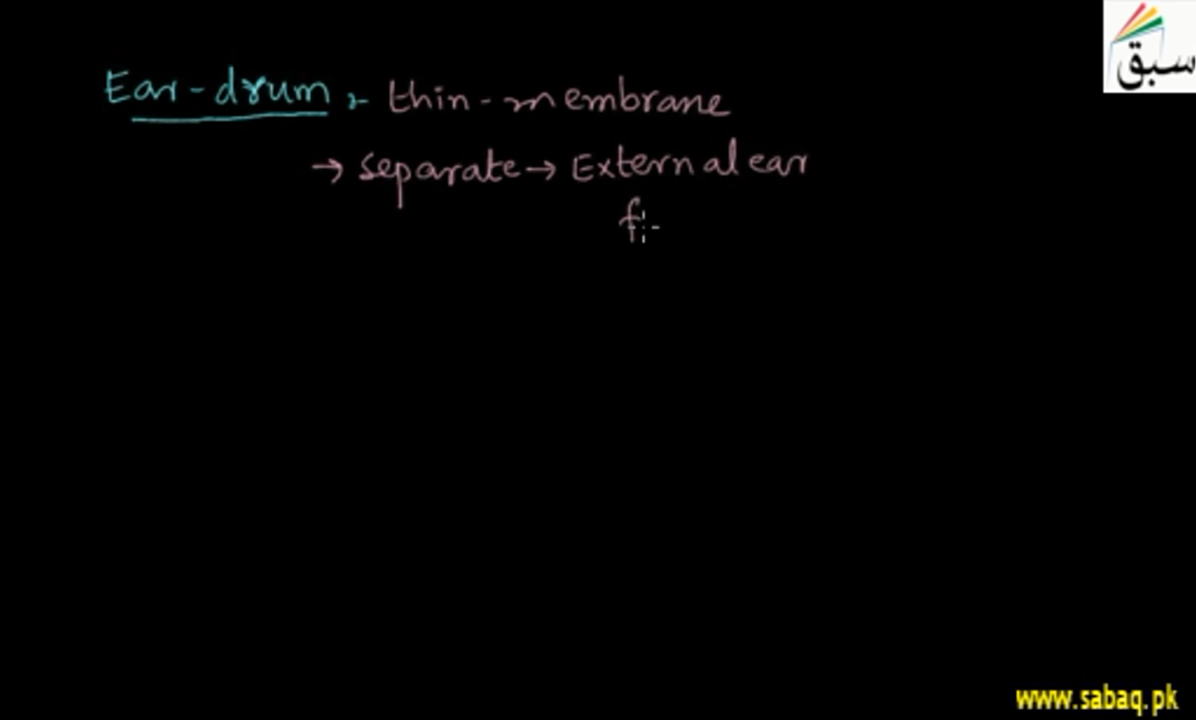 سبق
Ear-drum :- thin-membrane
→ separate → External ear
f
www.sabaq.pk